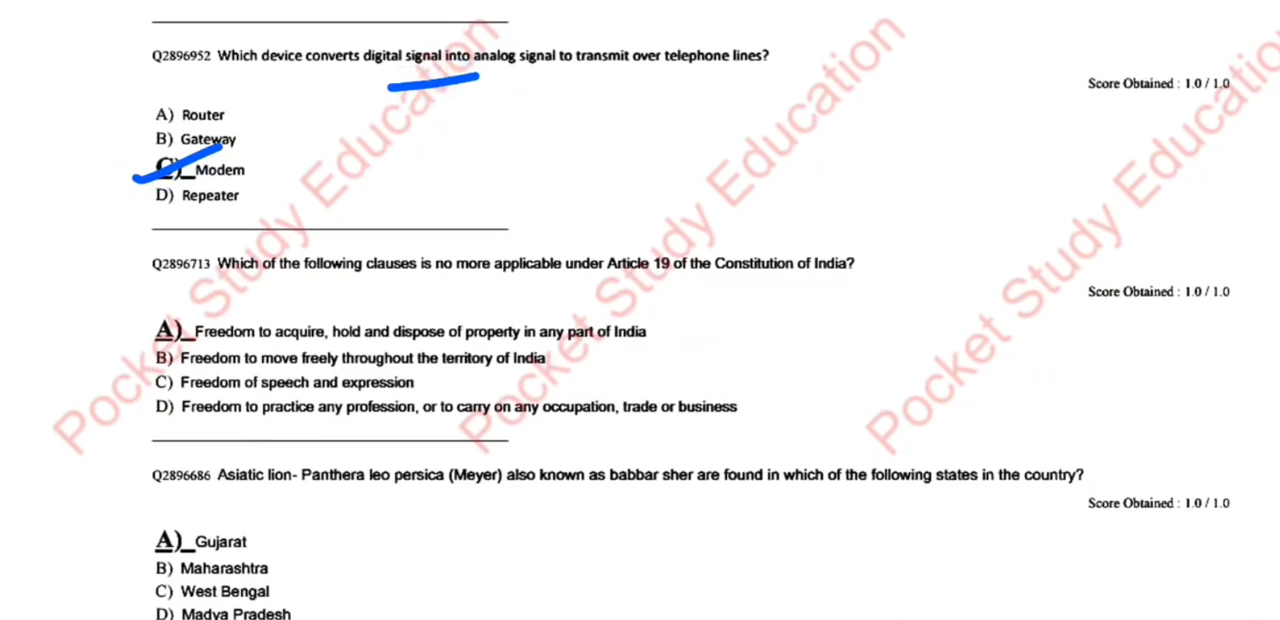 Q2896952 Which device converts digital signal into analog signal to transmit over telephone lines?
Score Obtained : 1.0 / 1.0
A) Router
B) Gateway
C) Modem
D) Repeater
Q2896713 Which of the following clauses is no more applicable under Article 19 of the Constitution of India?
Score Obtained : 1.0 / 1.0
A) Freedom to acquire, hold and dispose of property in any part of India
B) Freedom to move freely throughout the territory of India
C) Freedom of speech and expression
D) Freedom to practice any profession, or to carry on any occupation, trade or business
Q2896686 Asiatic lion- Panthera leo persica (Meyer) also known as babbar sher are found in which of the following states in the country?
Score Obtained : 1.0 / 1.0
A) Gujarat
B) Maharashtra
C) West Bengal
D) Madya Pradesh
Pocket Study Education
Pocket Study Education
Pocket Study Educatio